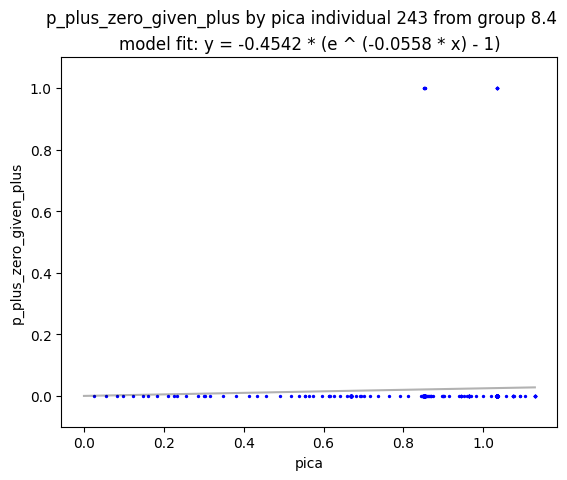 p_plus_zero_given_plus by pica individual 243 from group 8.4
model fit: y = -0.4542 * (e ^ (-0.0558 * x) - 1)
1.0
0.8
0.6
0.4
0.2
0.0
p_plus_zero_given_plus
0.0 0.2 0.4 0.6 0.8 1.0
pica